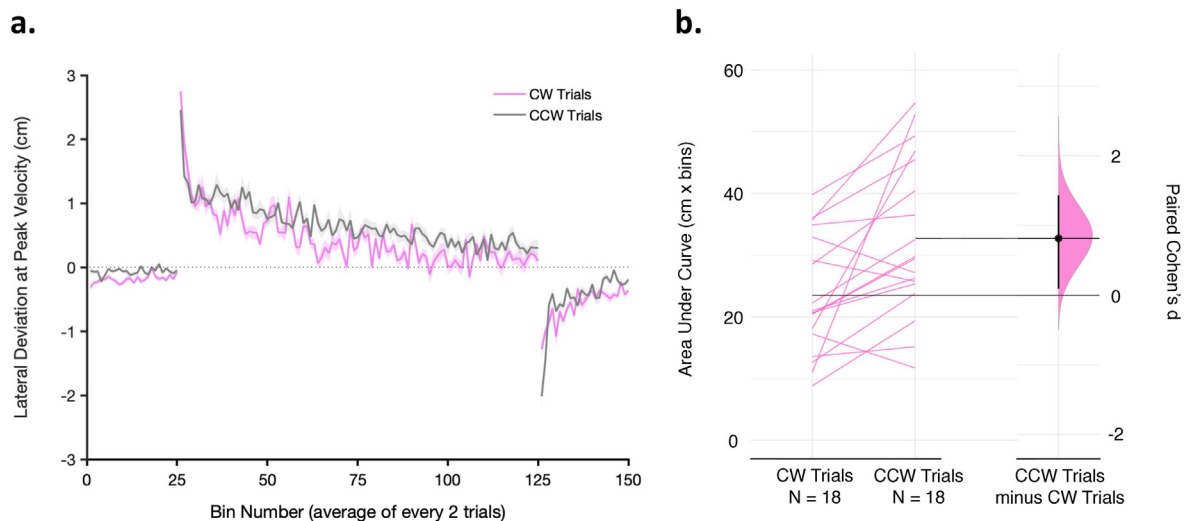 a.
Lateral Deviation at Peak Velocity (cm)
3
2
1
0
-1
-2
-3
CW Trials
CCW Trials
0
25
50
75
100
125
150
Bin Number (average of every 2 trials)
b.
Area Under Curve (cm x bins)
60
40
20
0
CW Trials
N = 18
CCW Trials
N = 18
CCW Trials
minus CW Trials
2
0
-2
Paired Cohen's d